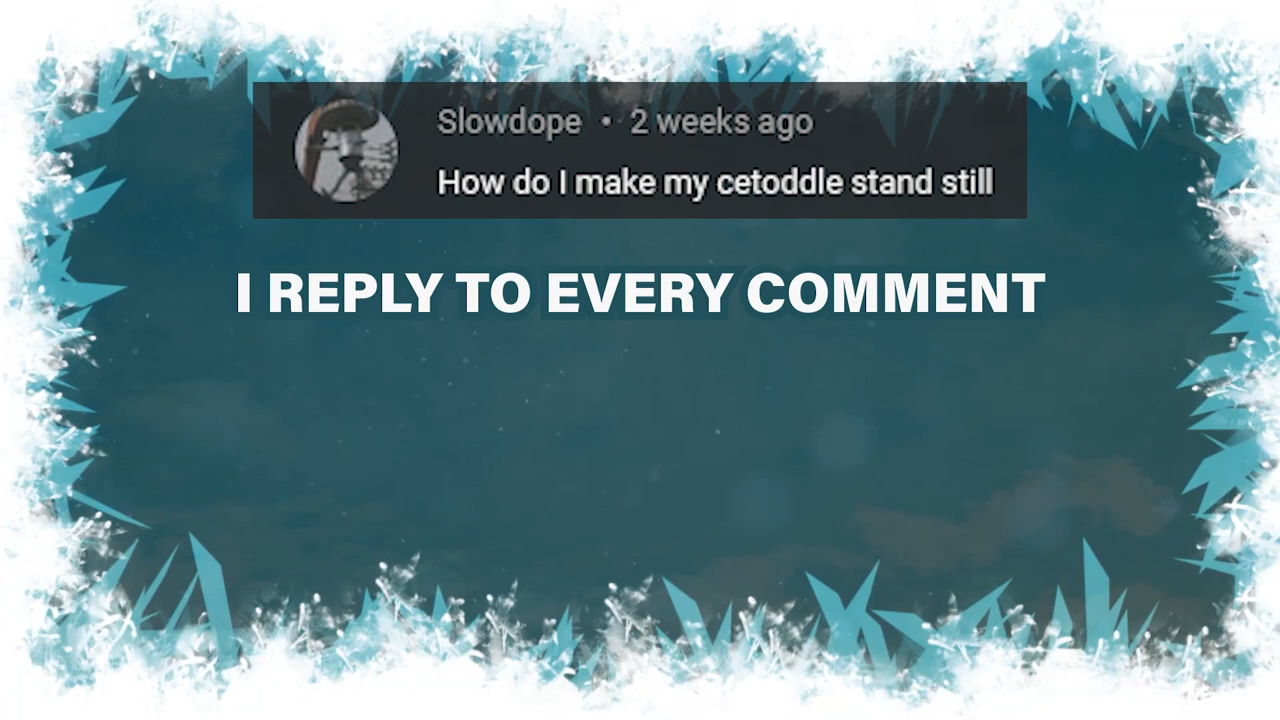 Slowdope • 2 weeks ago
How do I make my cetoddle stand still
I REPLY TO EVERY COMMENT